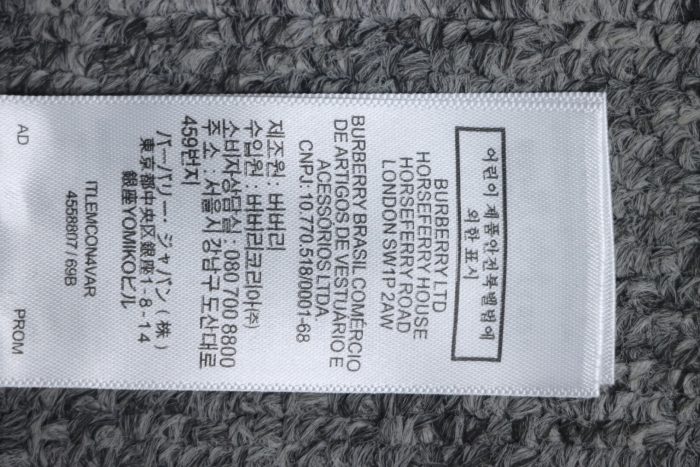 어린이 제품안전특별법에
의한 표시
BURBERRY LTD
HORSEFERRY HOUSE
HORSEFERRY ROAD
LONDON SW1P 2AW
BURBERRY BRASIL COMÉRCIO
DE ARTIGOS DE VESTUÁRIO E
ACESSÓRIOS LTDA.
CNPJ: 10.770.518/0001-68
제조원 : 버버리
수입원 : 버버리코리아(주)
소비자상담실 : 080 700 8800
주 소 : 서울시 강남구 도산대로
459번지
バーバリー・ジャパン(株)
東京都中央区銀座1-8-14
銀座YOMIKOビル
ITLEMCON4VAR
4558807/69B
AD PROM